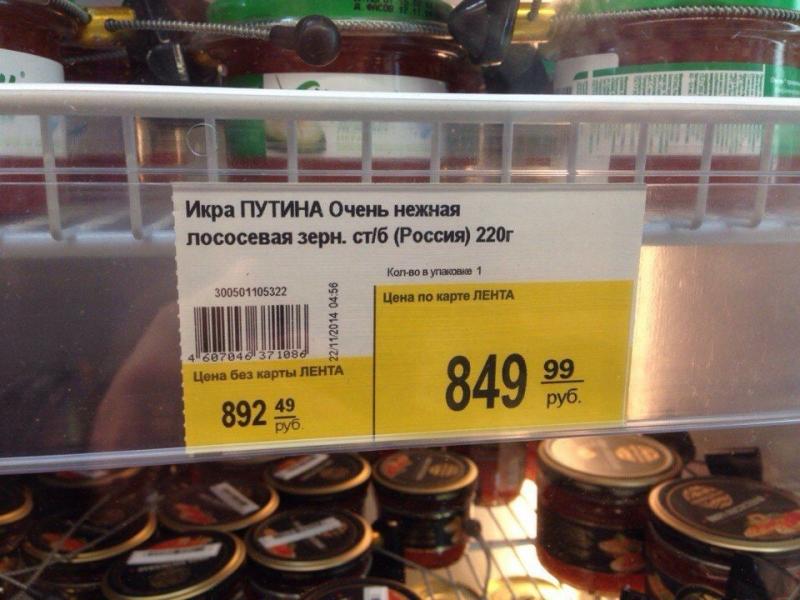 Икра ПУТИНА Очень нежная
лососевая зерн. ст/б (Россия) 220г
Кол-во в упаковке 1
300501105322
4 607046 371086
22/11/2014 04:56
Цена без карты ЛЕНТА
892 49
руб.
Цена по карте ЛЕНТА
849 99
руб.